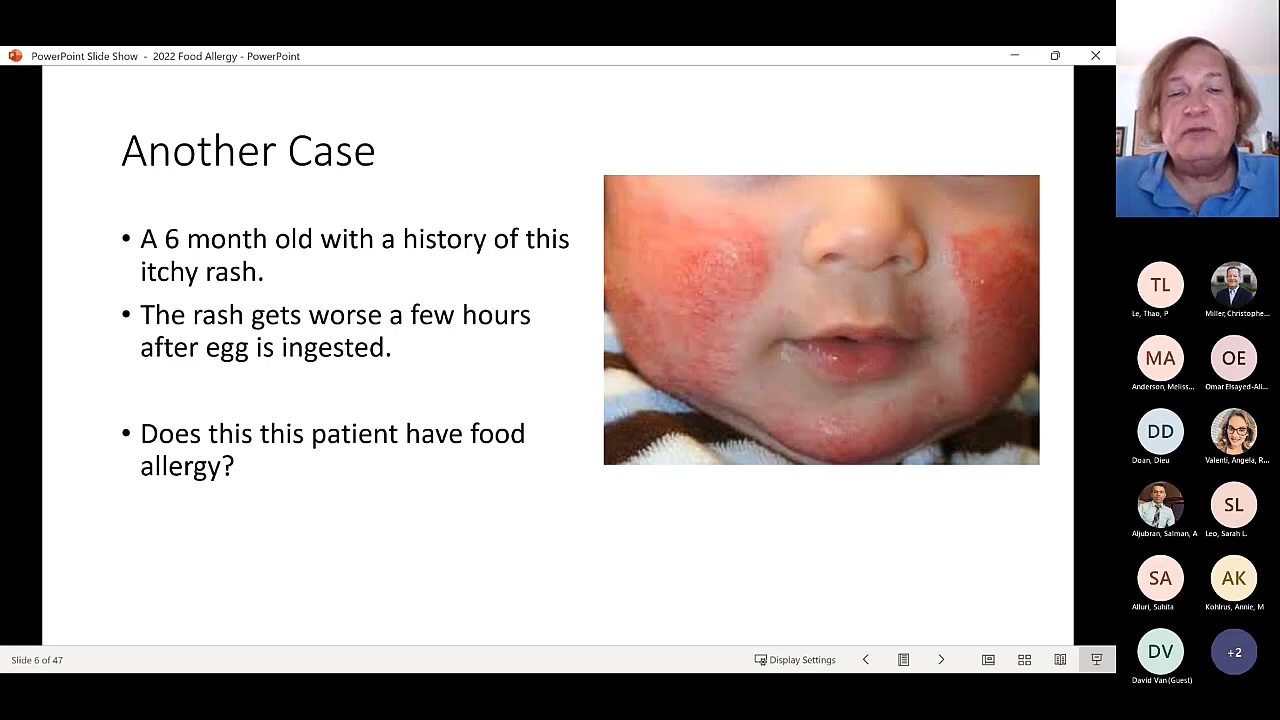 PowerPoint Slide Show - 2022 Food Allergy - PowerPoint
Another Case
• A 6 month old with a history of this
itchy rash.
• The rash gets worse a few hours
after egg is ingested.
• Does this this patient have food
allergy?
Slide 6 of 47
Display Settings
TL
Le, Thao, P
Miller, Christophe...
MA
Anderson, Meliss...
OE
Omar Elsayed-Ali...
DD
Doan, Dieu
Valenti, Angela, R...
Aljubran, Salman, A
SL
Leo, Sarah L.
SA
Alluri, Suhita
AK
Kohlrus, Annie, M
DV
David Van (Guest)
+2